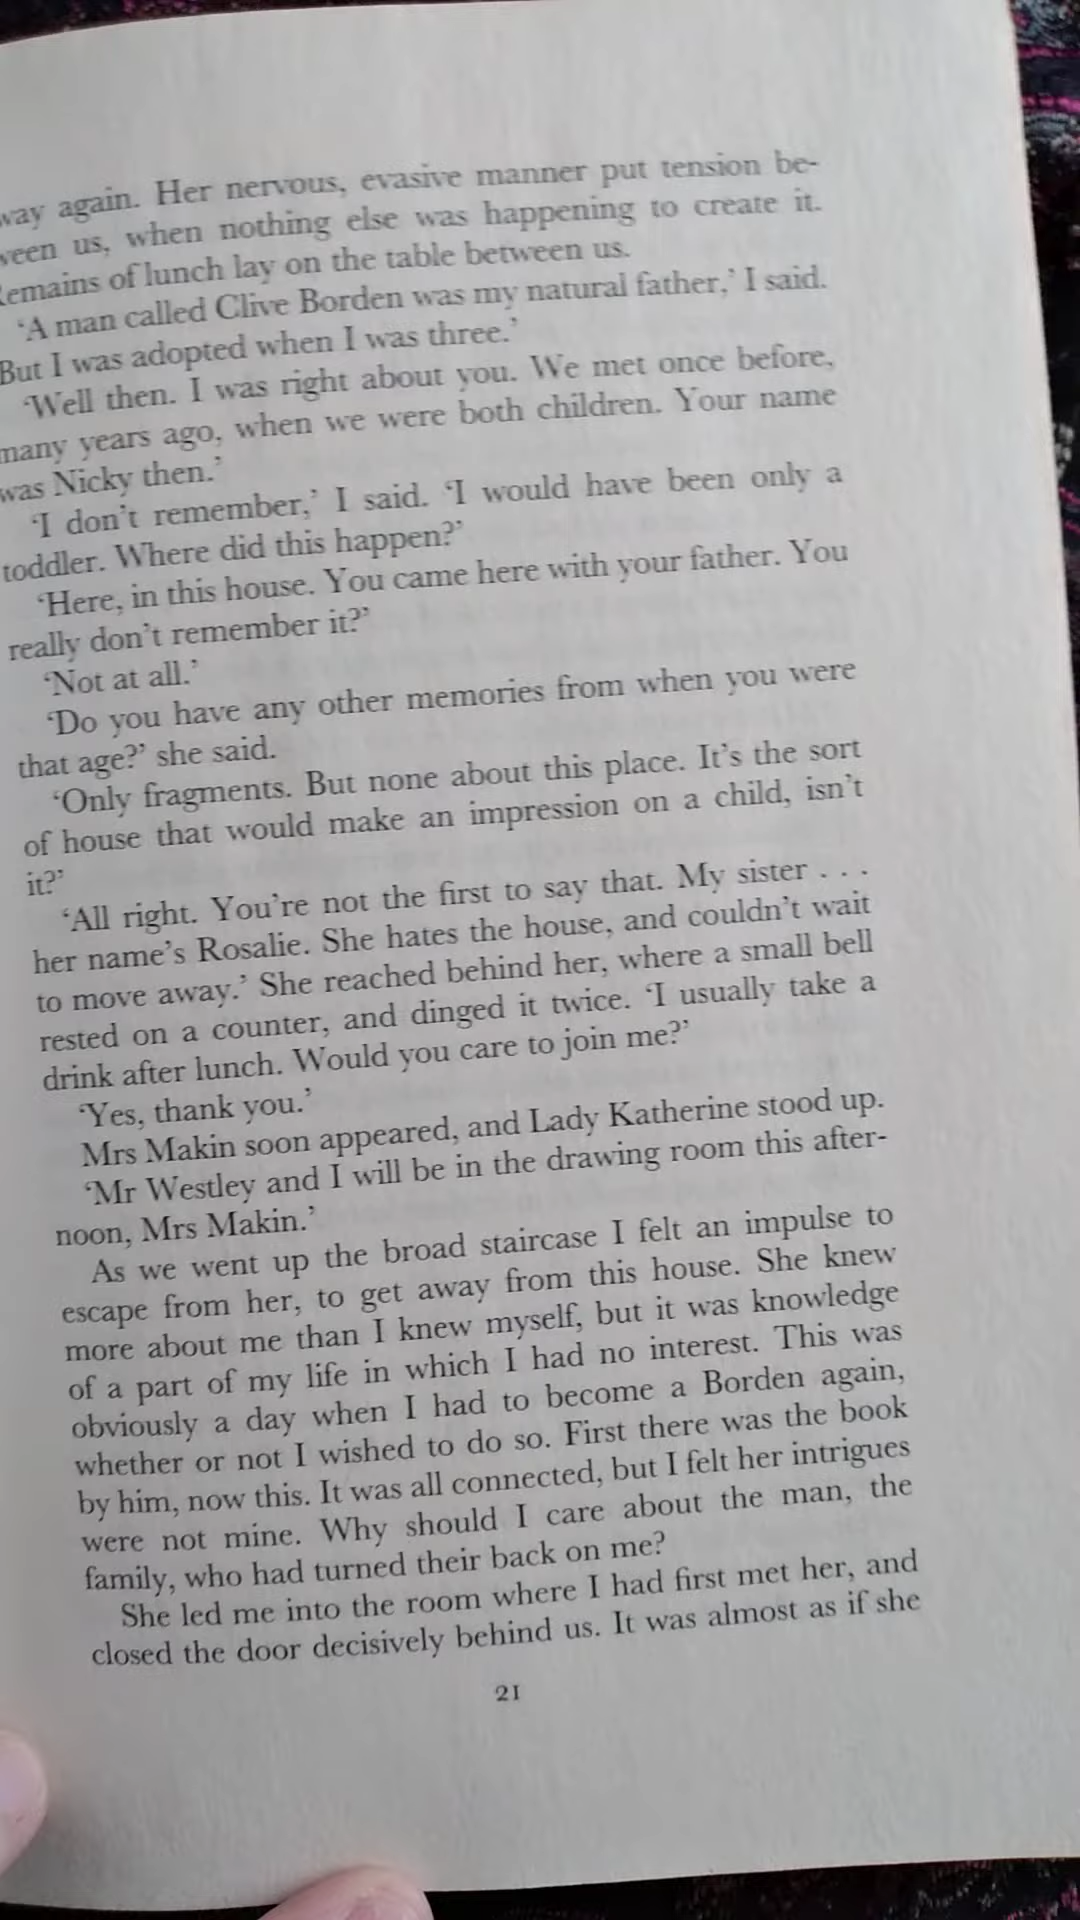 way again. Her nervous, evasive manner put tension be-
ween us, when nothing else was happening to create it.
Remains of lunch lay on the table between us.
‘A man called Clive Borden was my natural father,’ I said.
But I was adopted when I was three.’
‘Well then. I was right about you. We met once before,
many years ago, when we were both children. Your name
was Nicky then.’
‘I don’t remember,’ I said. ‘I would have been only a
toddler. Where did this happen?’
‘Here, in this house. You came here with your father. You
really don’t remember it?’
‘Not at all.’
‘Do you have any other memories from when you were
that age?’ she said.
‘Only fragments. But none about this place. It’s the sort
of house that would make an impression on a child, isn’t
it?’
‘All right. You’re not the first to say that. My sister . . .
her name’s Rosalie. She hates the house, and couldn’t wait
to move away.’ She reached behind her, where a small bell
rested on a counter, and dinged it twice. ‘I usually take a
drink after lunch. Would you care to join me?’
‘Yes, thank you.’
Mrs Makin soon appeared, and Lady Katherine stood up.
‘Mr Westley and I will be in the drawing room this after-
noon, Mrs Makin.’
As we went up the broad staircase I felt an impulse to
escape from her, to get away from this house. She knew
more about me than I knew myself, but it was knowledge
of a part of my life in which I had no interest. This was
obviously a day when I had to become a Borden again,
whether or not I wished to do so. First there was the book
by him, now this. It was all connected, but I felt her intrigues
were not mine. Why should I care about the man, the
family, who had turned their back on me?
She led me into the room where I had first met her, and
closed the door decisively behind us. It was almost as if she
21